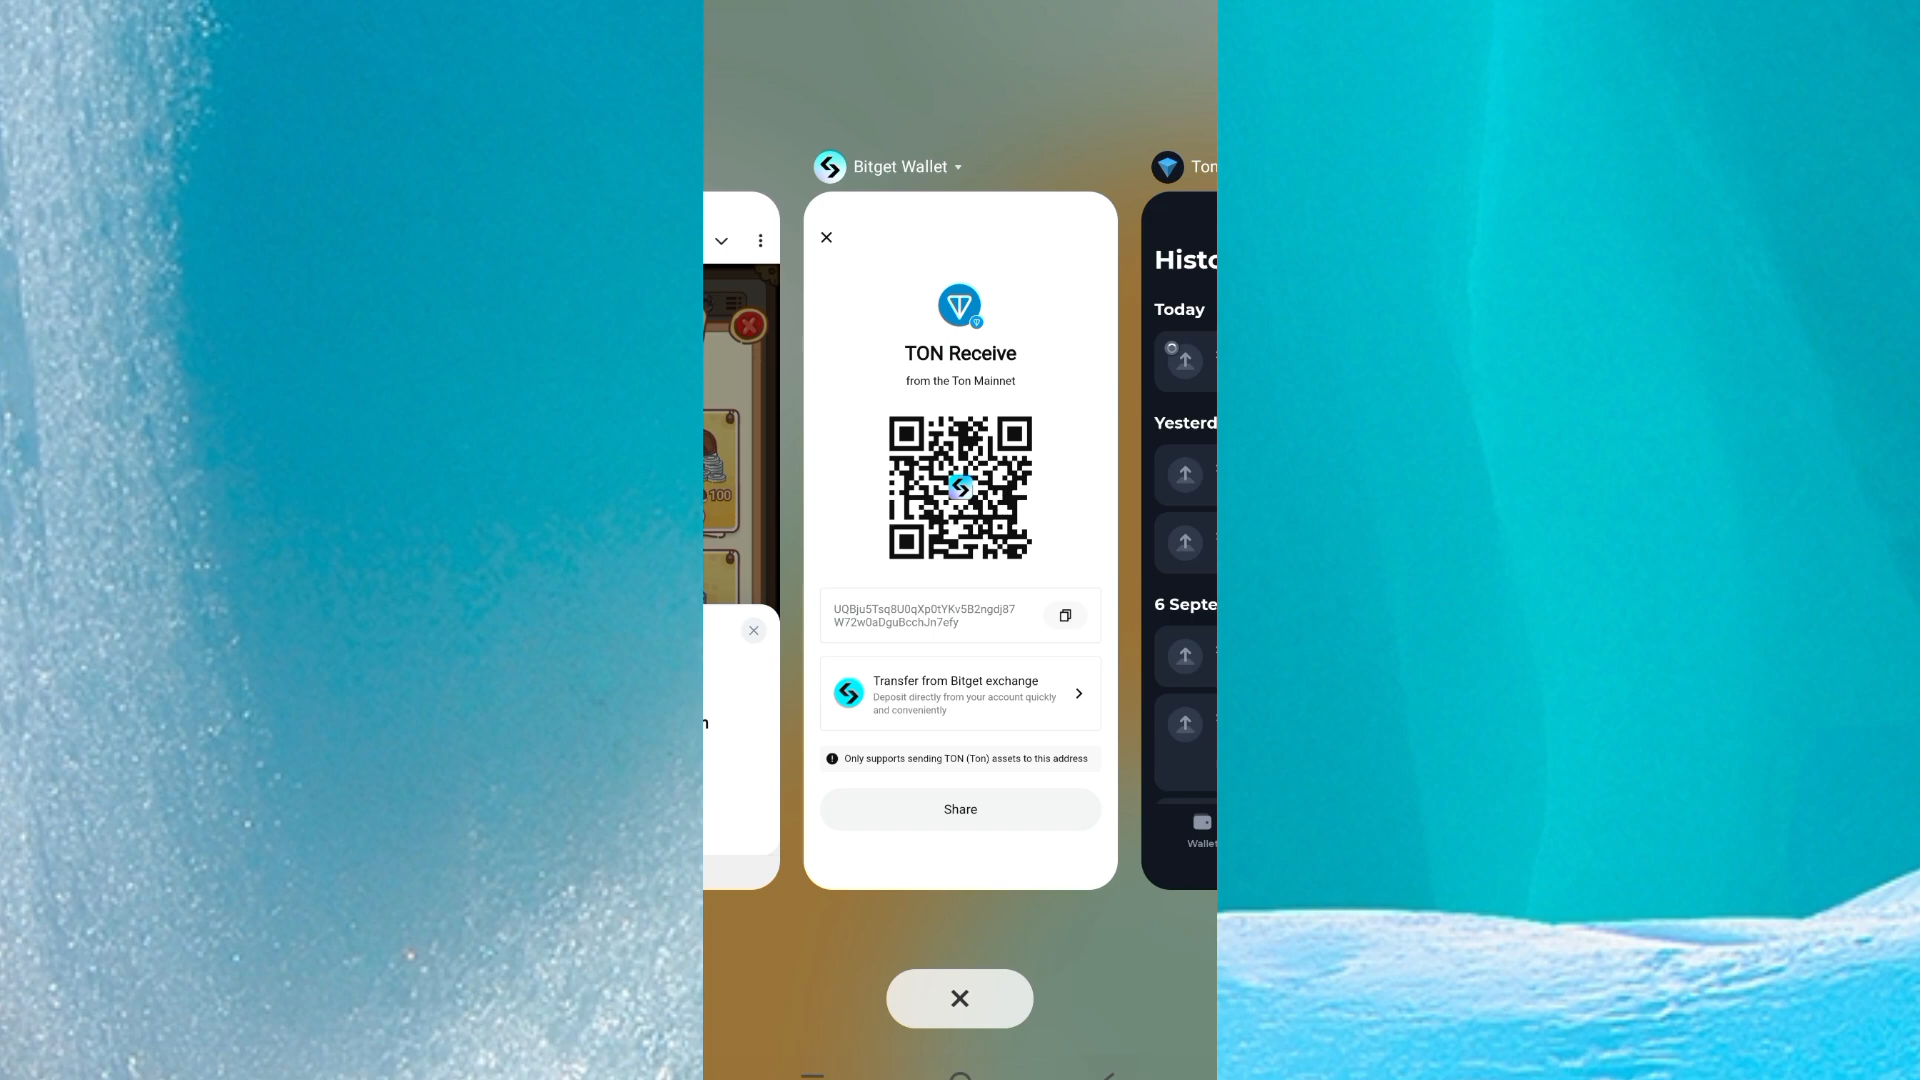 Bitget Wallet
Ton
Histo
Today
Yesterd
6 Septe
Wallet
100
TON Receive
from the Ton Mainnet
UQBju5Tsq8U0qXp0tYKv5B2ngdj87
W72w0aDguBcchJn7efy
Transfer from Bitget exchange
Deposit directly from your account quickly
and conveniently
Only supports sending TON (Ton) assets to this address
Share